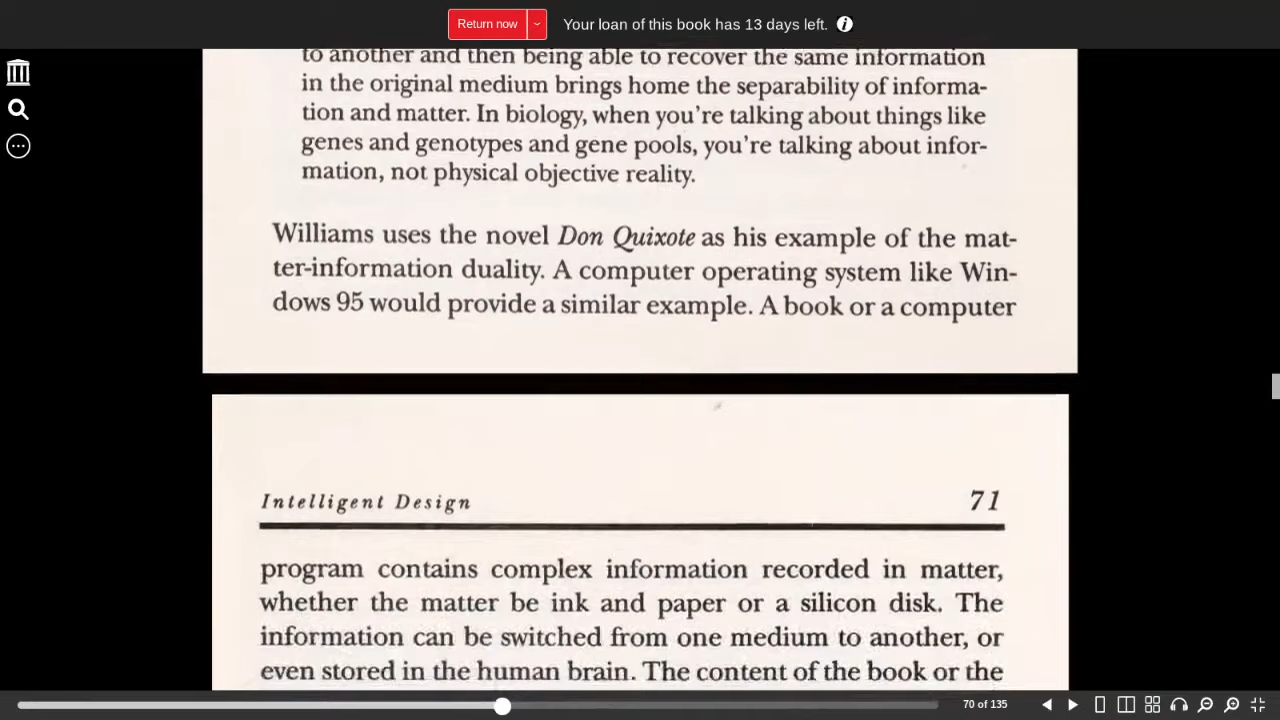 Return now
Your loan of this book has 13 days left.
to another and then being able to recover the same information
in the original medium brings home the separability of informa-
tion and matter. In biology, when you're talking about things like
genes and genotypes and gene pools, you're talking about infor-
mation, not physical objective reality.
Williams uses the novel Don Quixote as his example of the mat-
ter-information duality. A computer operating system like Win-
dows 95 would provide a similar example. A book or a computer
Intelligent Design 71
program contains complex information recorded in matter,
whether the matter be ink and paper or a silicon disk. The
information can be switched from one medium to another, or
even stored in the human brain. The content of the book or the
70 of 135